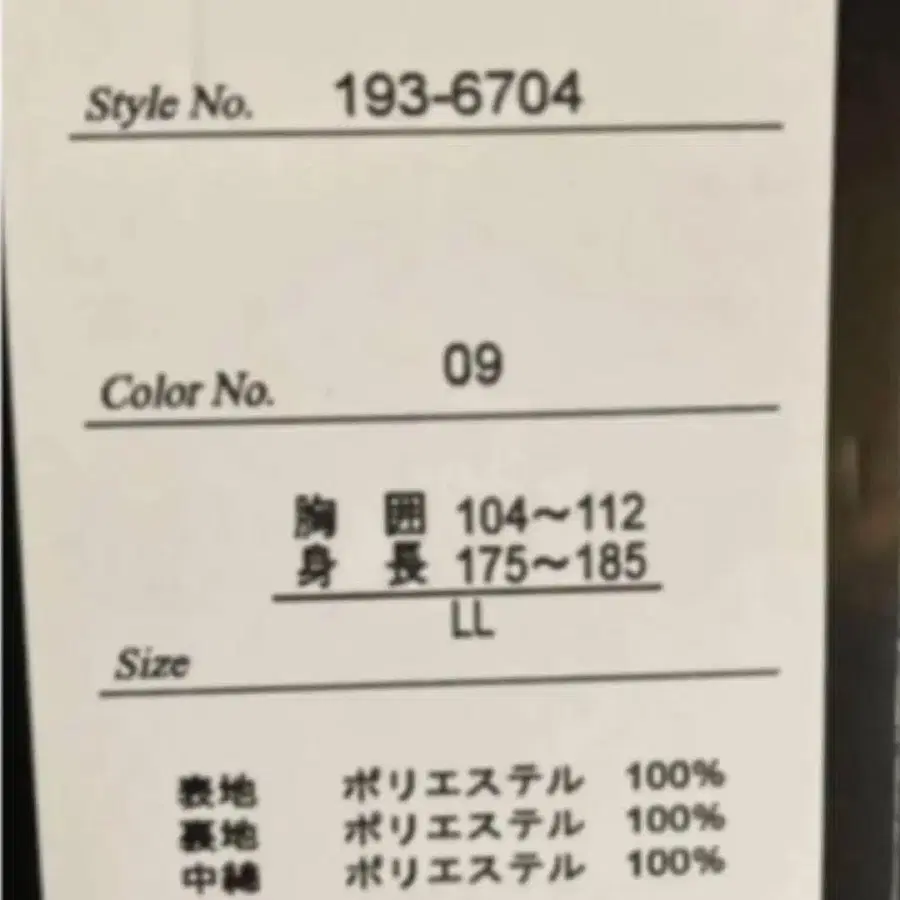 Style No. 193-6704
Color No. 09
胸 囲 104〜112
身 長 175〜185
LL
Size
表地 ポリエステル 100%
裏地 ポリエステル 100%
中綿 ポリエステル 100%